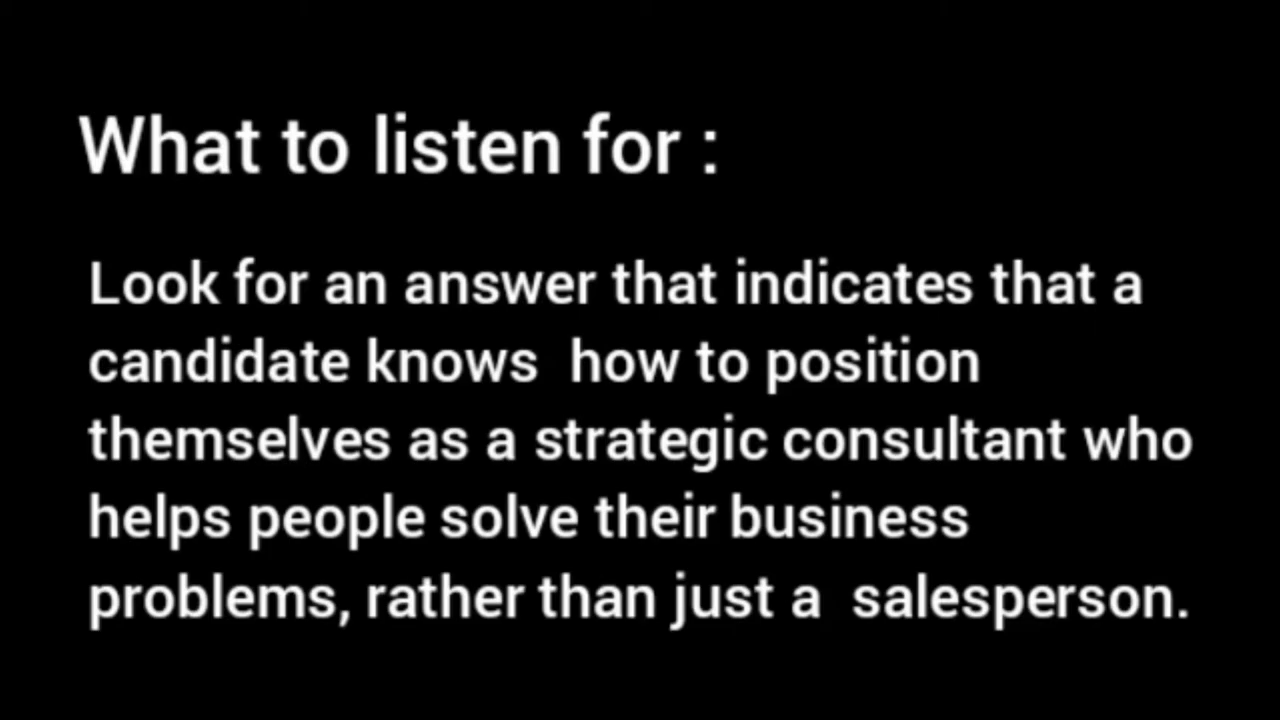 What to listen for :
Look for an answer that indicates that a
candidate knows  how to position
themselves as a strategic consultant who
helps people solve their business
problems, rather than just a  salesperson.